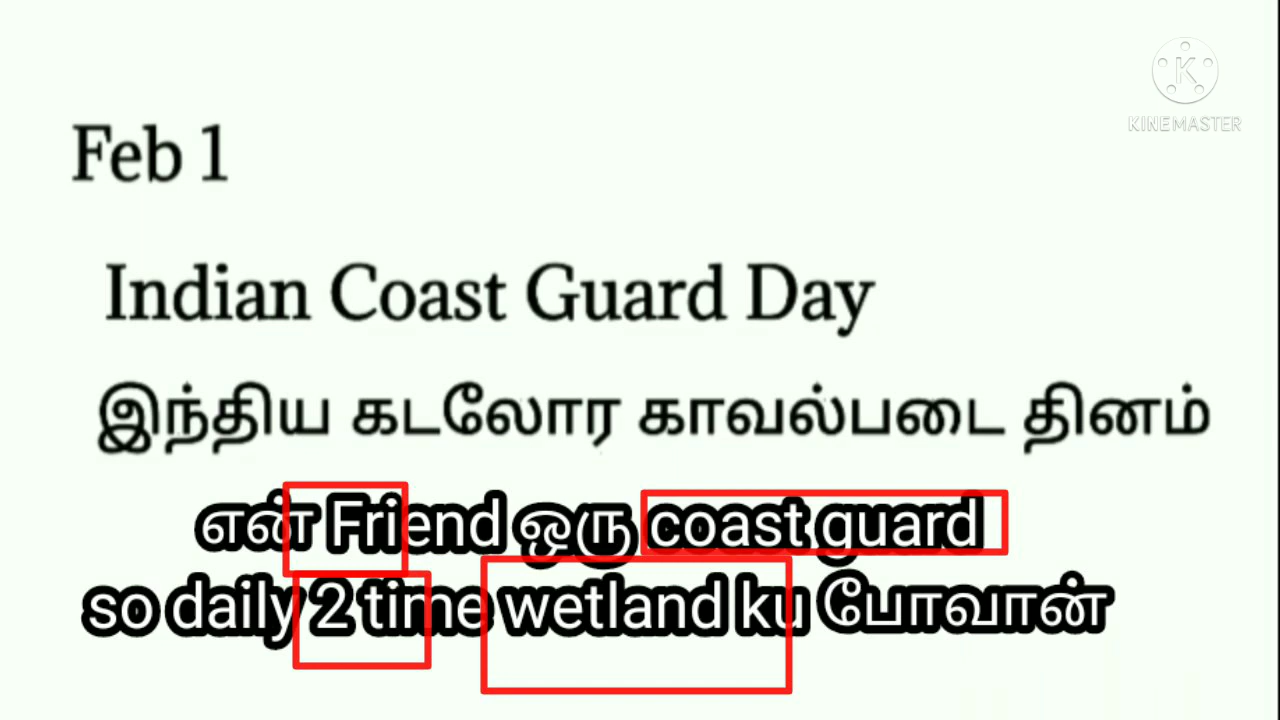 KINEMASTER
Feb 1
Indian Coast Guard Day
இந்திய கடலோர காவல்படை தினம்
என் Friend ஒரு coast guard
so daily 2 time wetland ku போவான்